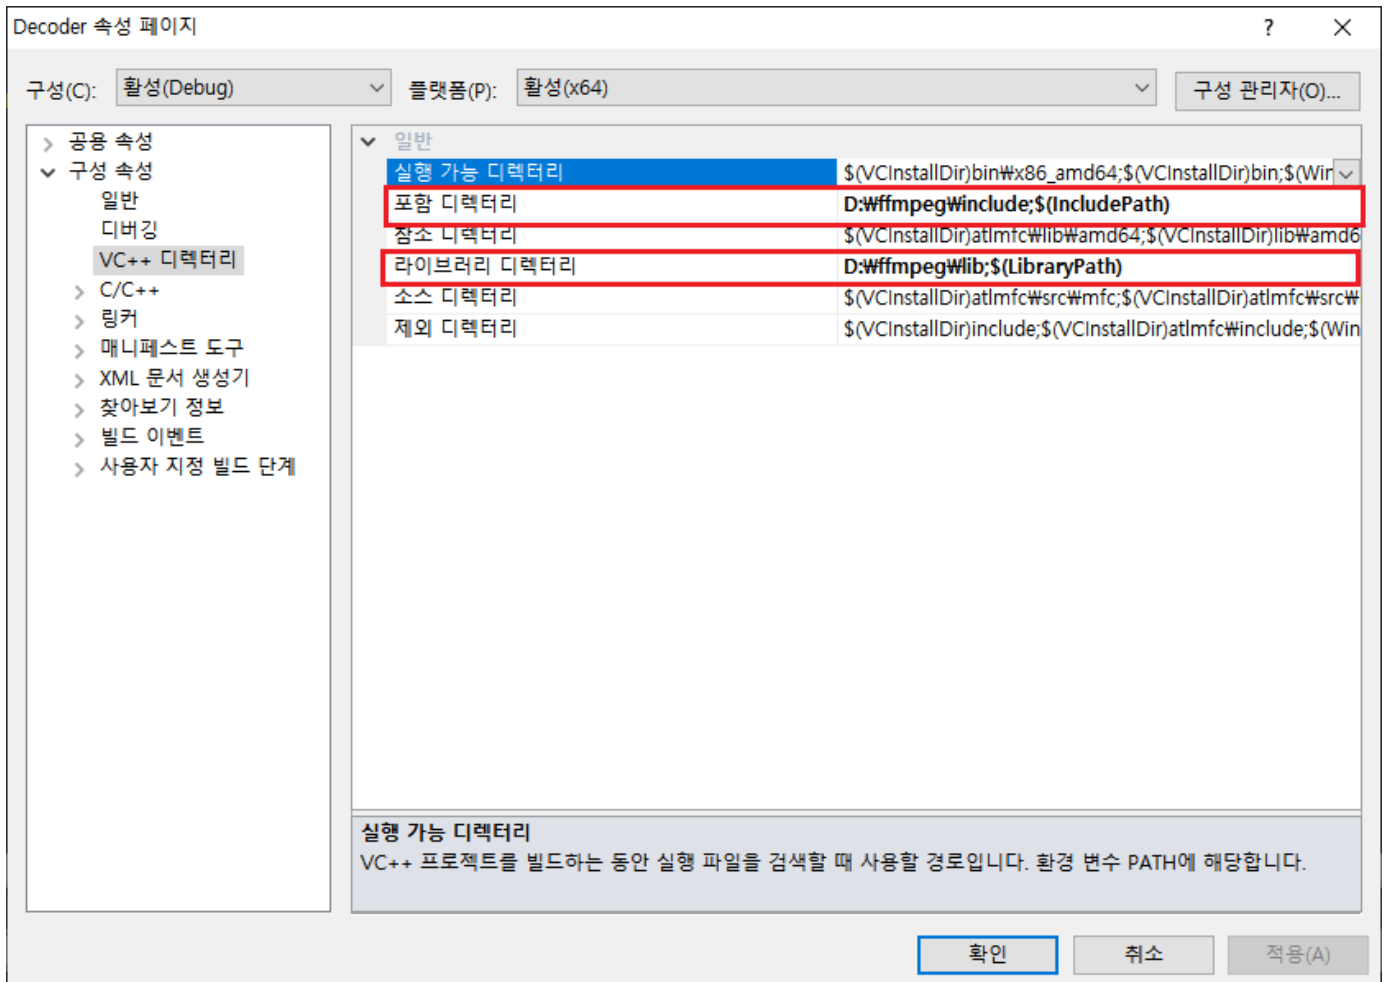 Decoder 속성 페이지
?
구성(C): 활성(Debug) 플랫폼(P): 활성(x64) 구성 관리자(O)...
공용 속성
구성 속성
일반
디버깅
VC++ 디렉터리
C/C++
링커
매니페스트 도구
XML 문서 생성기
찾아보기 정보
빌드 이벤트
사용자 지정 빌드 단계
일반
실행 가능 디렉터리 $(VCInstallDir)bin₩x86_amd64;$(VCInstallDir)bin;$(Win
포함 디렉터리 D:₩ffmpeg₩include;$(IncludePath)
참조 디렉터리 $(VCInstallDir)atlmfc₩lib₩amd64;$(VCInstallDir)lib₩amd6
라이브러리 디렉터리 D:₩ffmpeg₩lib;$(LibraryPath)
소스 디렉터리 $(VCInstallDir)atlmfc₩src₩mfc;$(VCInstallDir)atlmfc₩src₩
제외 디렉터리 $(VCInstallDir)include;$(VCInstallDir)atlmfc₩include;$(Win
실행 가능 디렉터리
VC++ 프로젝트를 빌드하는 동안 실행 파일을 검색할 때 사용할 경로입니다. 환경 변수 PATH에 해당합니다.
확인 취소 적용(A)